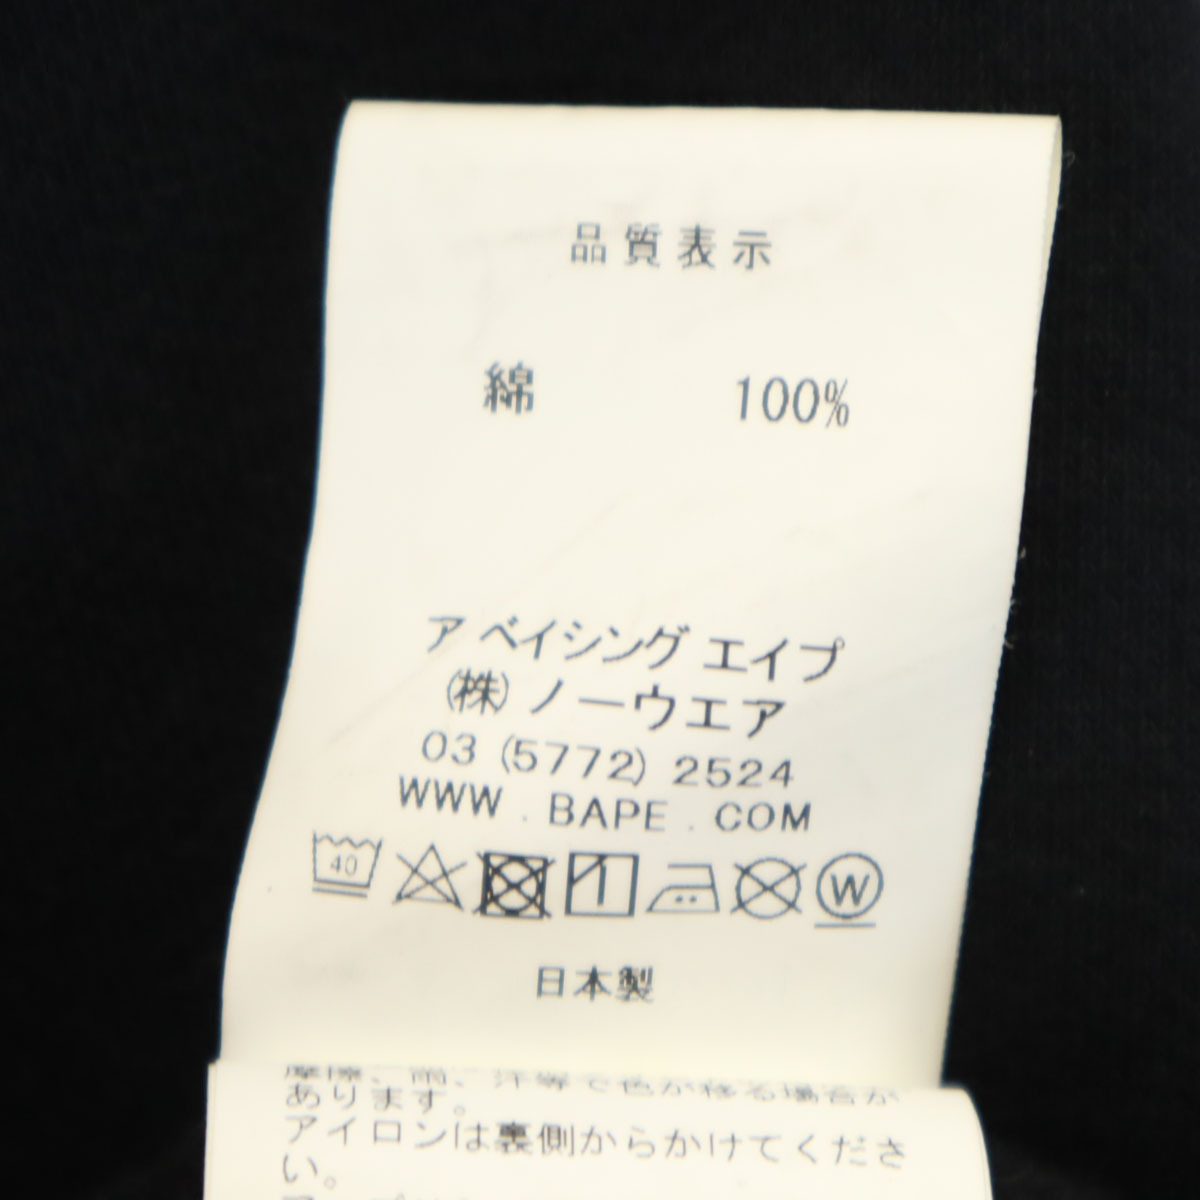 品質表示
綿 100%
ア ベイシング エイプ
(株) ノーウエア
03 (5772) 2524
WWW.BAPE.COM
40 W
日本製
摩擦、雨、汗等で色が移る場合が
あります。
アイロンは裏側からかけてくださ
い。